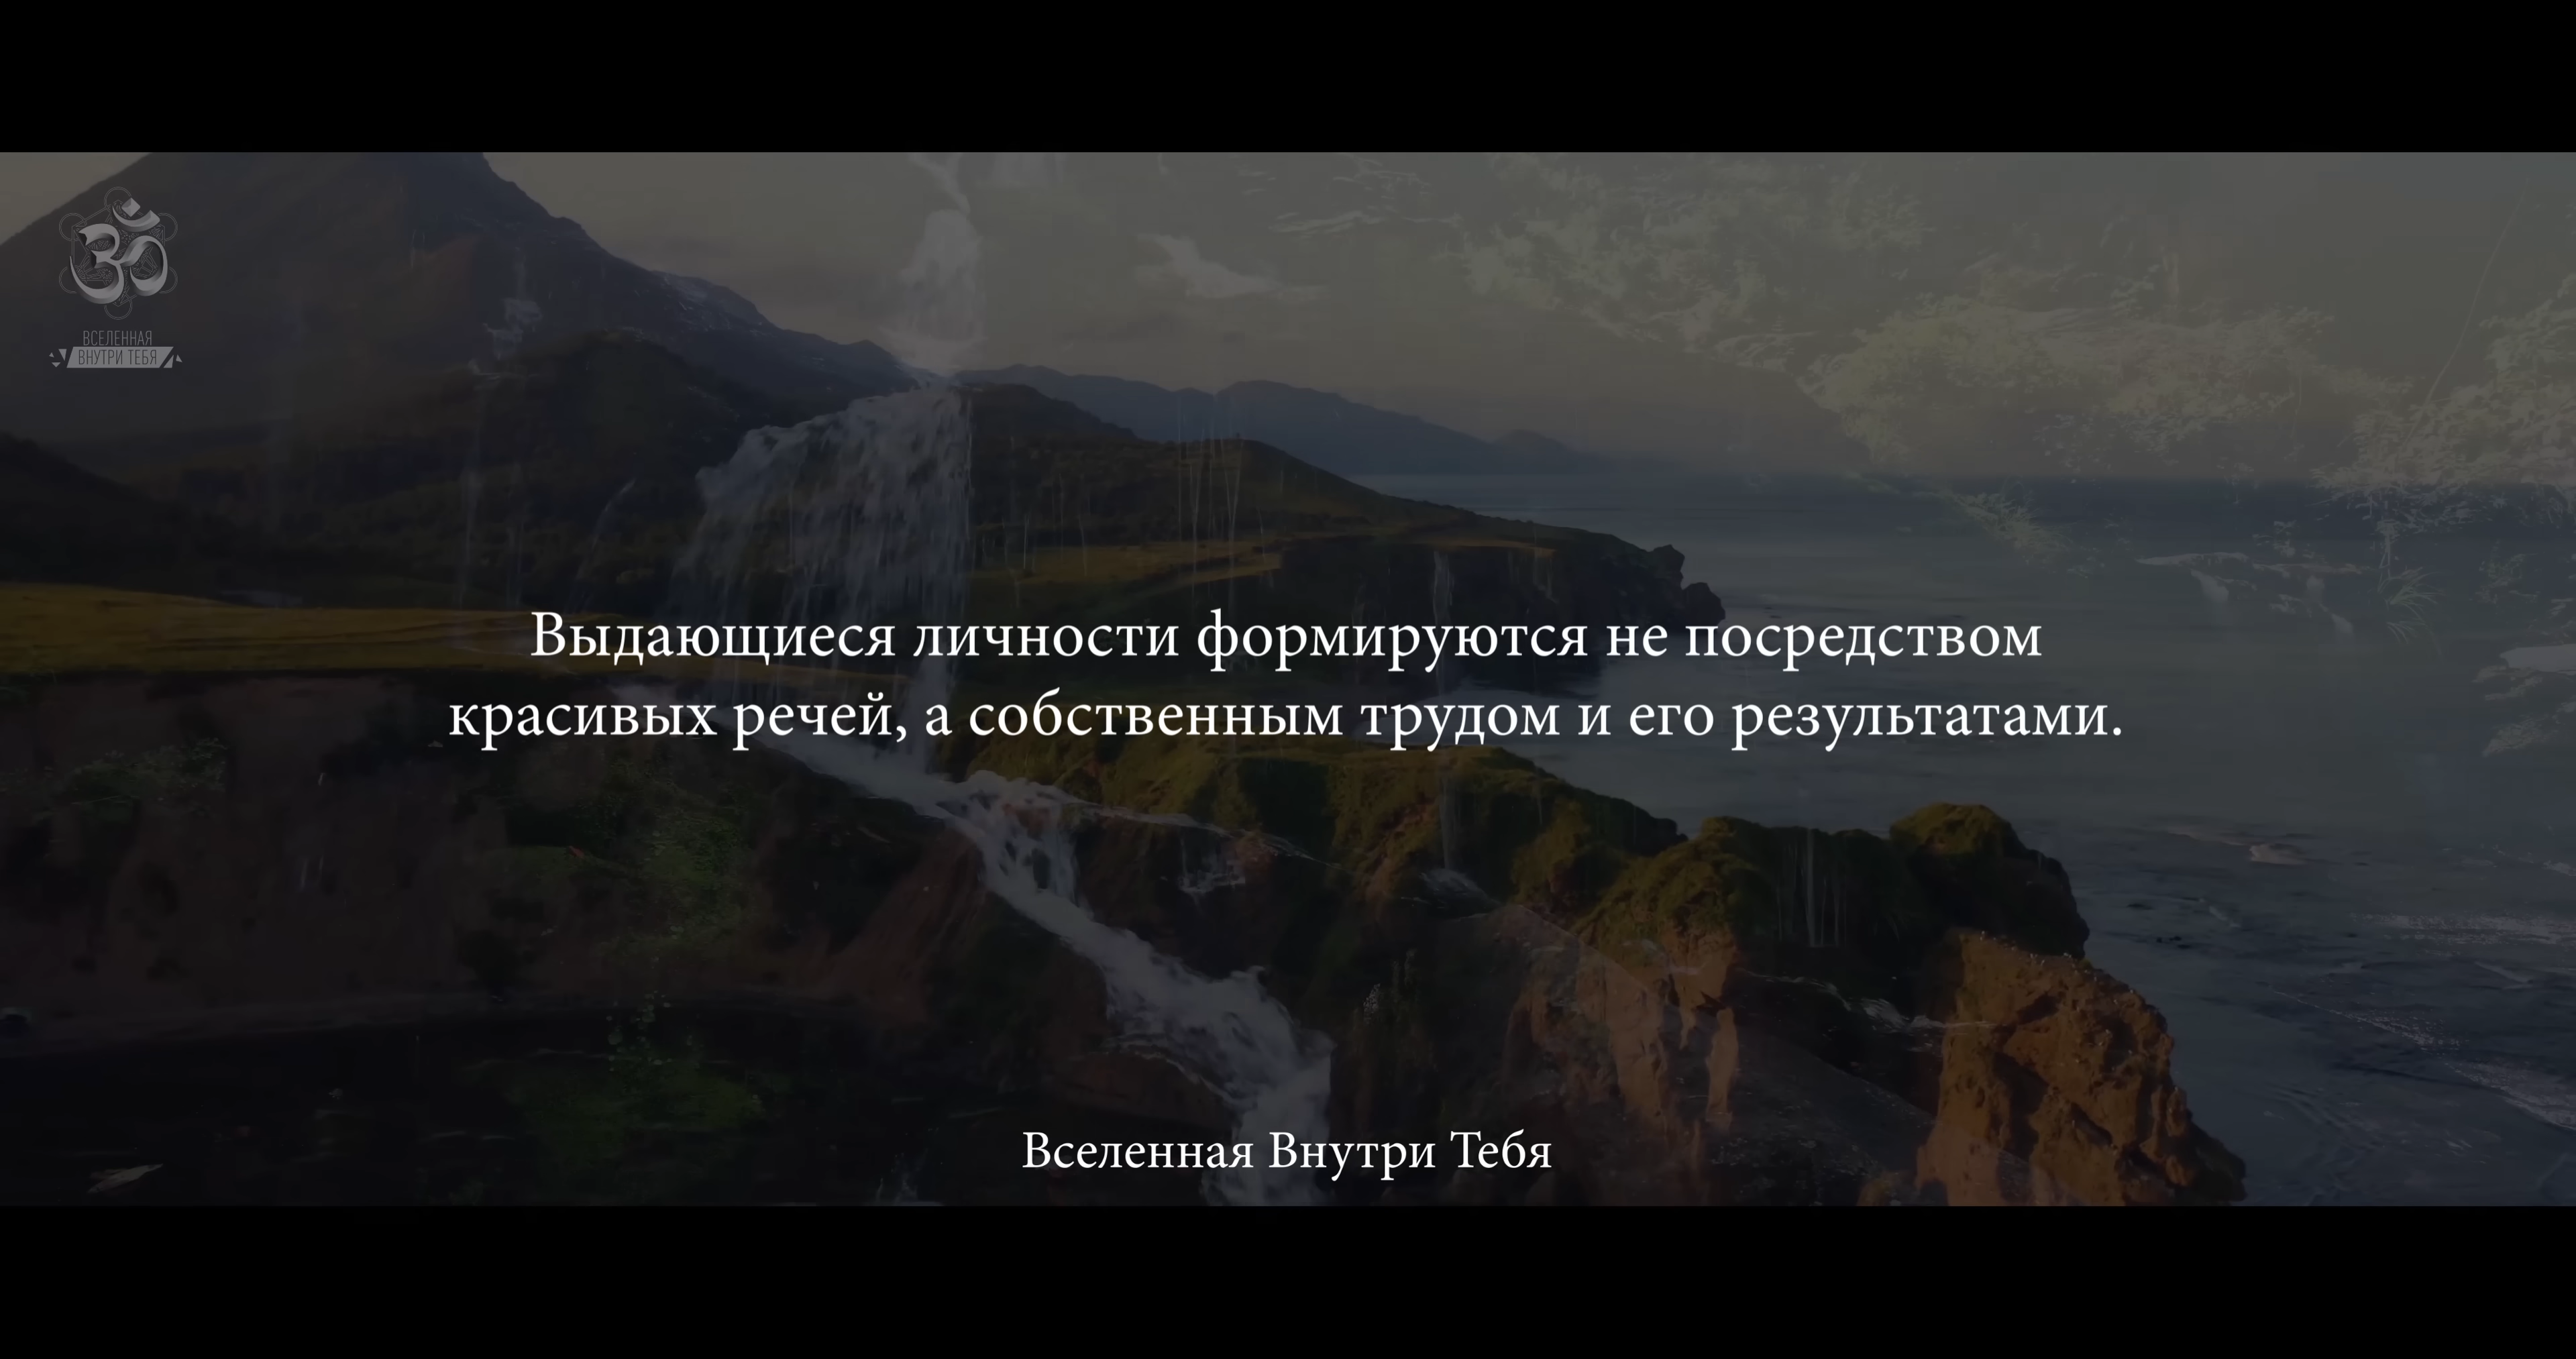 ВСЕЛЕННАЯ
ВНУТРИ ТЕБЯ
Выдающиеся личности формируются не посредством
красивых речей, а собственным трудом и его результатами.
Вселенная Внутри Тебя